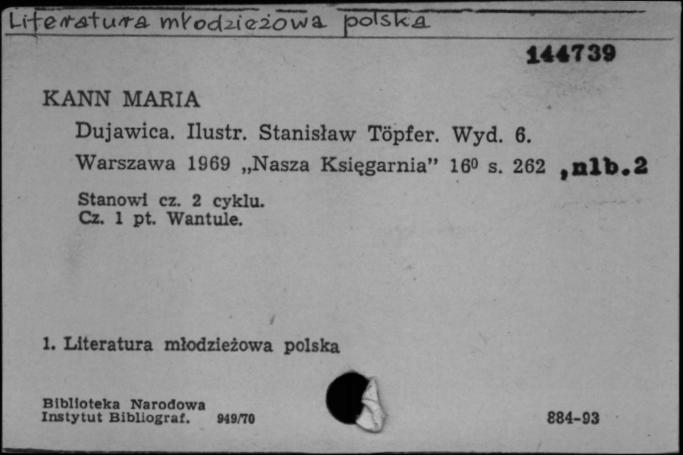 Literatura młodzieżowa polska
144739
KANN MARIA
Dujawica. Ilustr. Stanisław Töpfer. Wyd. 6.
Warszawa 1969 „Nasza Księgarnia” 16⁰ s. 262 , nlb. 2
Stanowi cz. 2 cyklu.
Cz. 1 pt. Wantule.
1. Literatura młodzieżowa polska
Biblioteka Narodowa
Instytut Bibliograf. 949/70
884-93